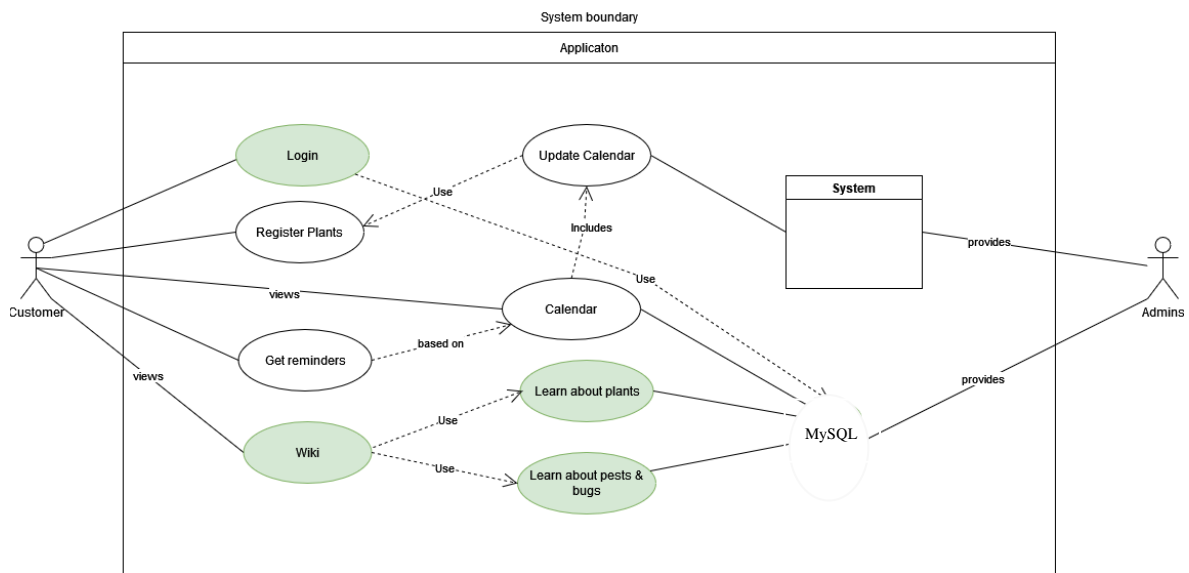 System boundary
Applicaton
Login
Update Calendar
System
Use
Register Plants
Includes
provides
Use
Customer
views
Calendar
Admins
based on
Get reminders
views
provides
Learn about plants
Use
MySQL
Wiki
Use
Learn about pests &
bugs